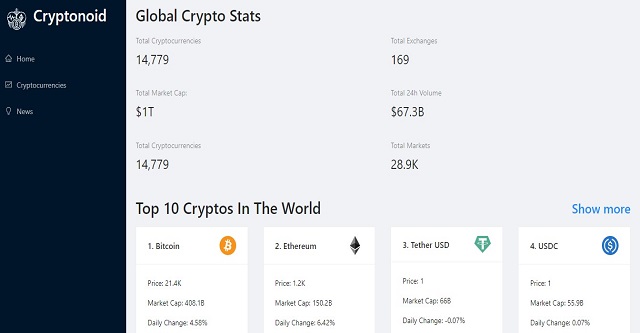 Cryptonoid
Home
Cryptocurrencies
News
Global Crypto Stats
Total Cryptocurrencies
14,779
Total Exchanges
169
Total Market Cap:
$1T
Total 24h Volume
$67.3B
Total Cryptocurrencies
14,779
Total Markets
28.9K
Top 10 Cryptos In The World
Show more
1. Bitcoin
Price: 21.4K
Market Cap: 408.1B
Daily Change: 4.58%
2. Ethereum
Price: 1.2K
Market Cap: 150.2B
Daily Change: 6.42%
3. Tether USD
Price: 1
Market Cap: 66B
Daily Change: -0.07%
4. USDC
Price: 1
Market Cap: 55.9B
Daily Change: 0.07%